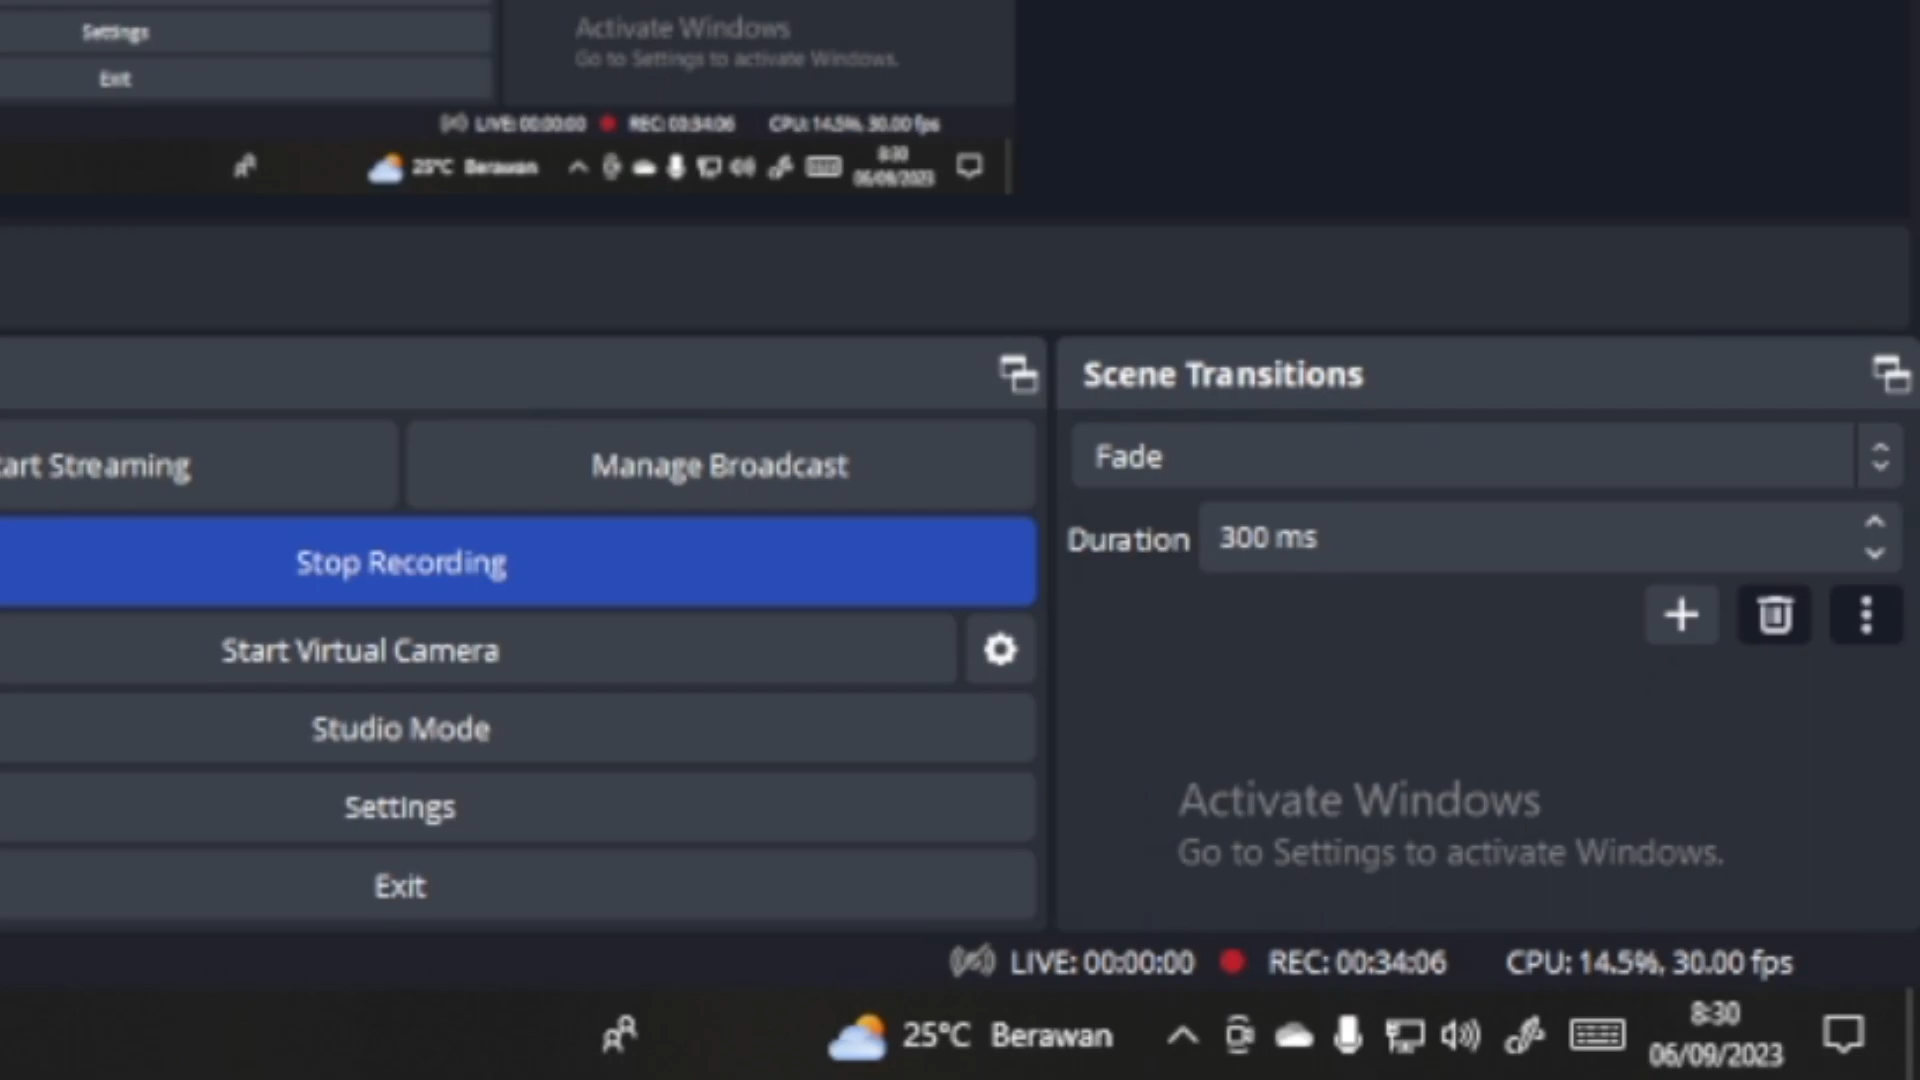 Settings
Activate Windows
Go to Settings to activate Windows.
Exit
LIVE: 00:00:00 REC: 00:34:06 CPU: 14.5%, 30.00 fps
25°C Berawan
8:30
06/09/2023
Scene Transitions
art Streaming
Manage Broadcast
Fade
Stop Recording
Duration 300 ms
Start Virtual Camera
Studio Mode
Settings
Activate Windows
Go to Settings to activate Windows.
Exit
LIVE: 00:00:00 REC: 00:34:06 CPU: 14.5%, 30.00 fps
25°C Berawan
8:30
06/09/2023